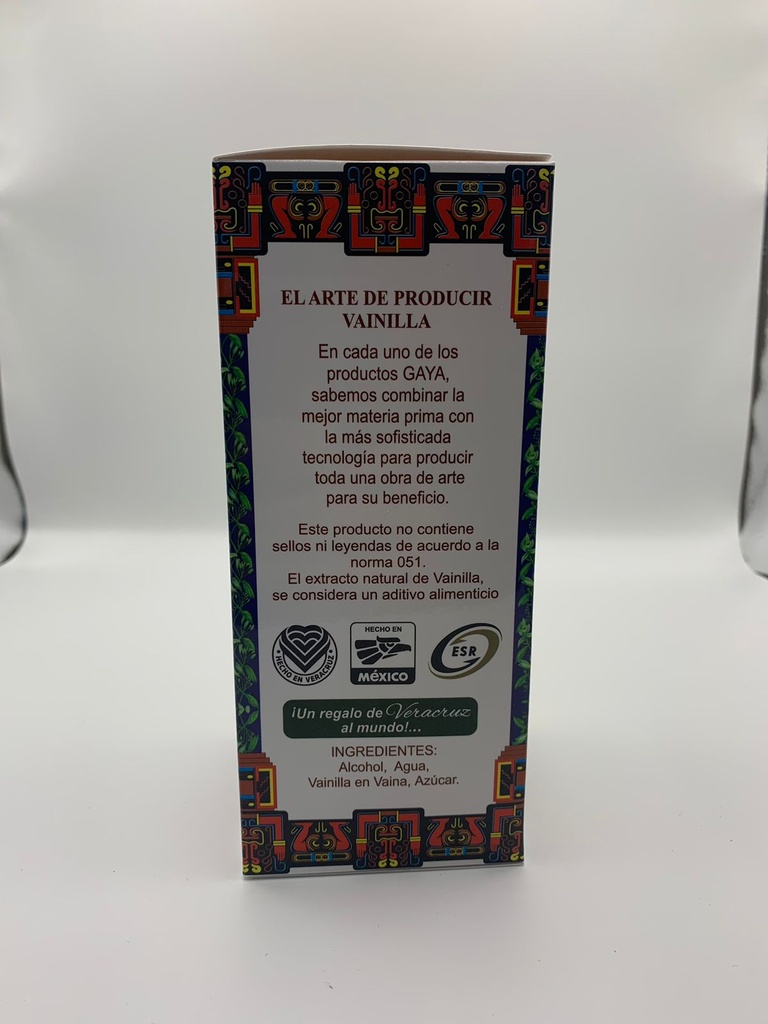 EL ARTE DE PRODUCIR
VAINILLA
En cada uno de los
productos GAYA,
sabemos combinar la
mejor materia prima con
la más sofisticada
tecnología para producir
toda una obra de arte
para su beneficio.
Este producto no contiene
sellos ni leyendas de acuerdo a la
norma 051.
El extracto natural de Vainilla,
se considera un aditivo alimenticio
HECHO EN VERACRUZ
HECHO EN
MÉXICO
ESR
¡Un regalo de Veracruz
al mundo!...
INGREDIENTES:
Alcohol, Agua,
Vainilla en Vaina, Azúcar.